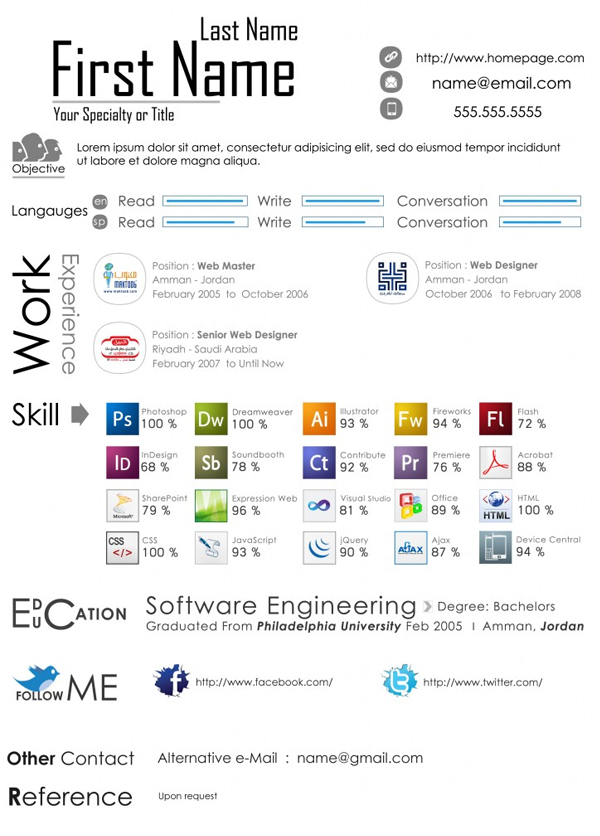 Last Name
First Name
Your Specialty or Title
http://www.homepage.com
name@email.com
555.555.5555
Objective
Lorem ipsum dolor sit amet, consectetur adipisicing elit, sed do eiusmod tempor incididunt
ut labore et dolore magna aliqua.
Langauges
en Read Write Conversation
sp Read Write Conversation
Work
Experience
Position : Web Master
Amman - Jordan
February 2005 to October 2006
Position : Web Designer
Amman - Jordan
October 2006 to February 2008
Position : Senior Web Designer
Riyadh - Saudi Arabia
February 2007 to Until Now
Skill
Ps Photoshop 100 %
Dw Dreamweaver 100 %
Ai Illustrator 93 %
Fw Fireworks 94 %
Fl Flash 72 %
ID InDesign 68 %
Sb Soundbooth 78 %
Ct Contribute 92 %
Pr Premiere 76 %
Acrobat 88 %
Microsoft SharePoint 79 %
Expression Web 96 %
Visual Studio 81 %
Office 89 %
HTML HTML 100 %
CSS </> CSS 100 %
JavaScript 93 %
jQuery 90 %
AJAX Ajax 87 %
Device Central 94 %
EDUCATION
Software Engineering Degree: Bachelors
Graduated From Philadelphia University Feb 2005 I Amman, Jordan
FOLLOW ME
http://www.facebook.com/
http://www.twitter.com/
Other Contact Alternative e-Mail : name@gmail.com
Reference Upon request